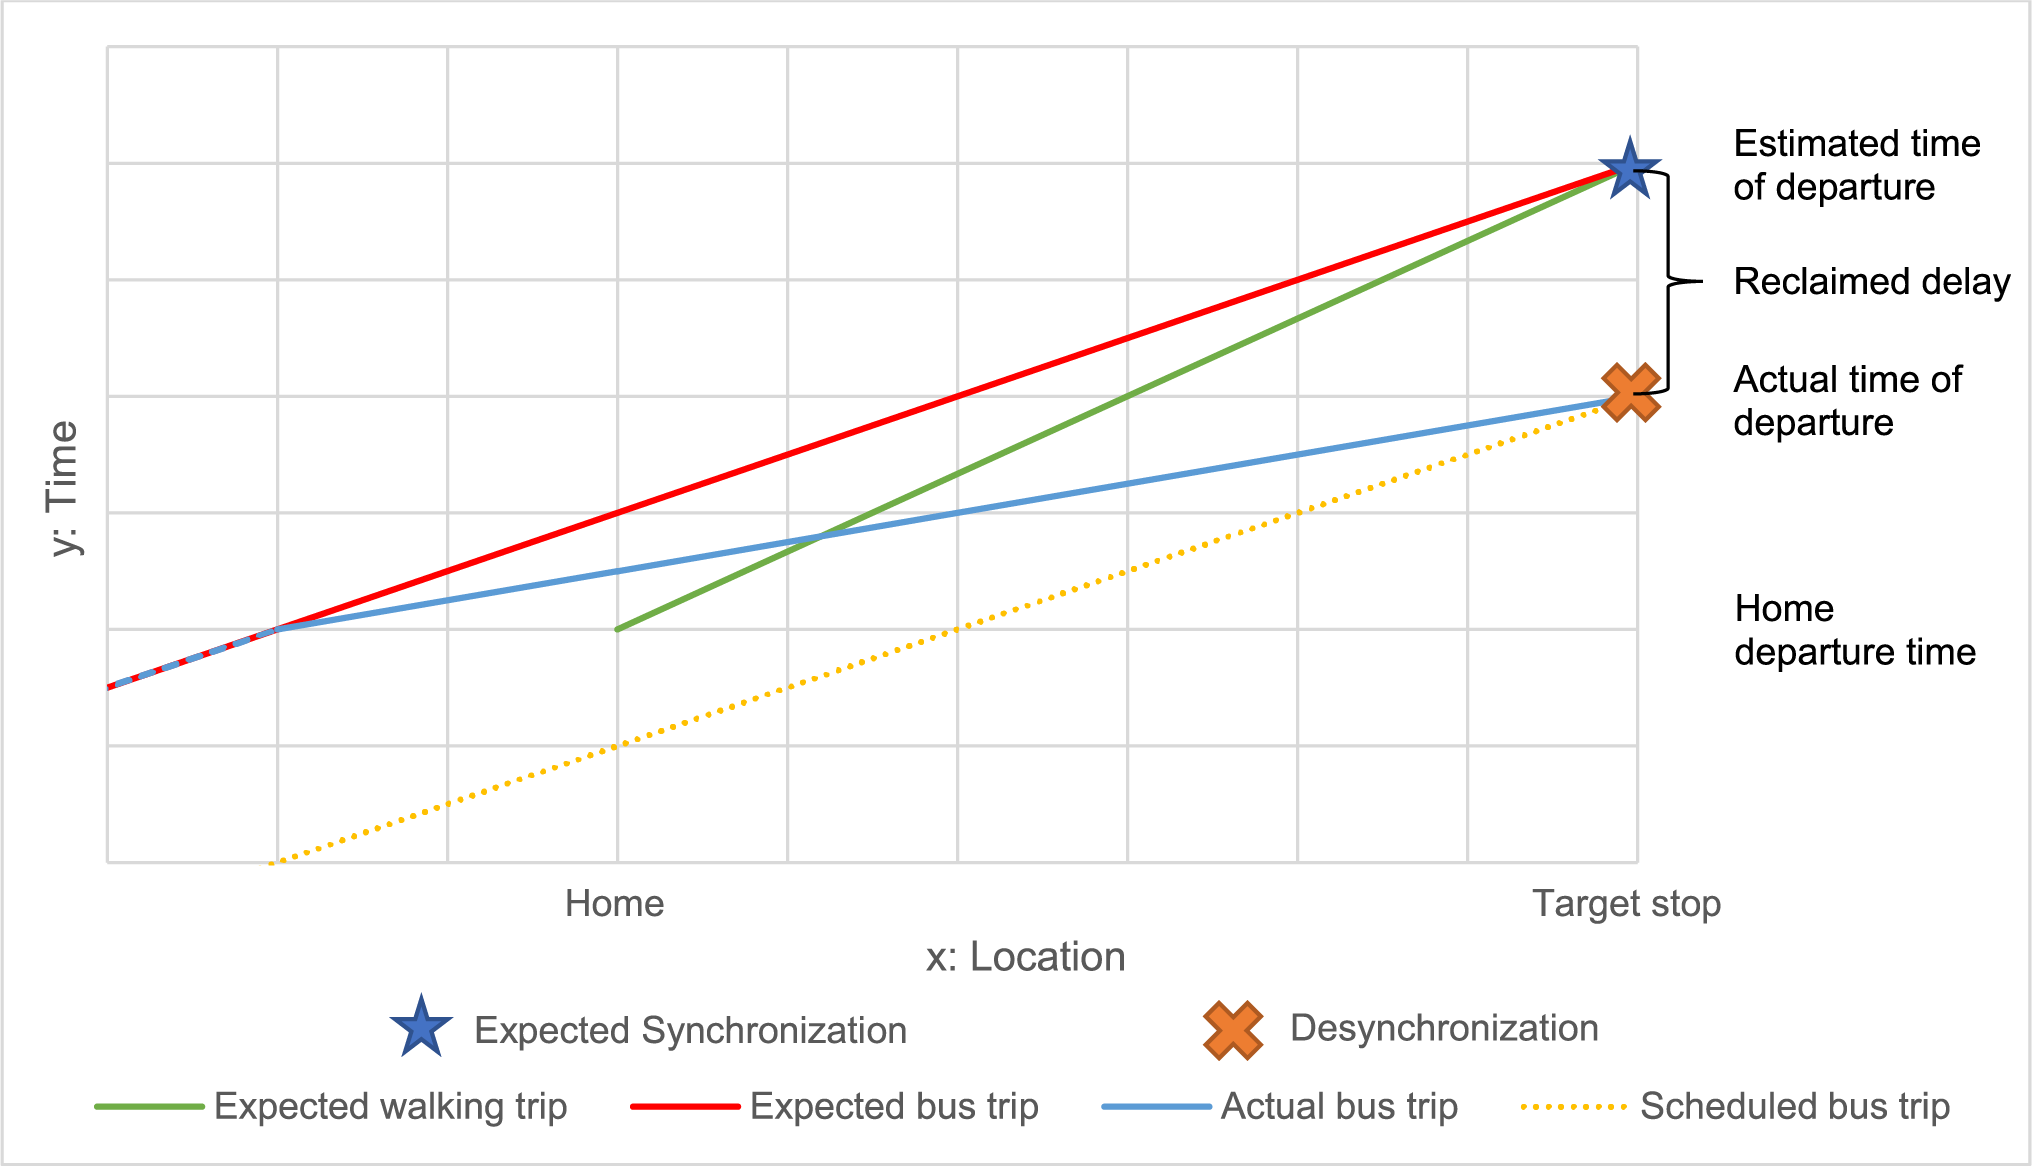 Estimated time
of departure
Reclaimed delay
Actual time of
departure
Home
departure time
y: Time
Home
Target stop
x: Location
Expected Synchronization
Desynchronization
Expected walking trip
Expected bus trip
Actual bus trip
Scheduled bus trip